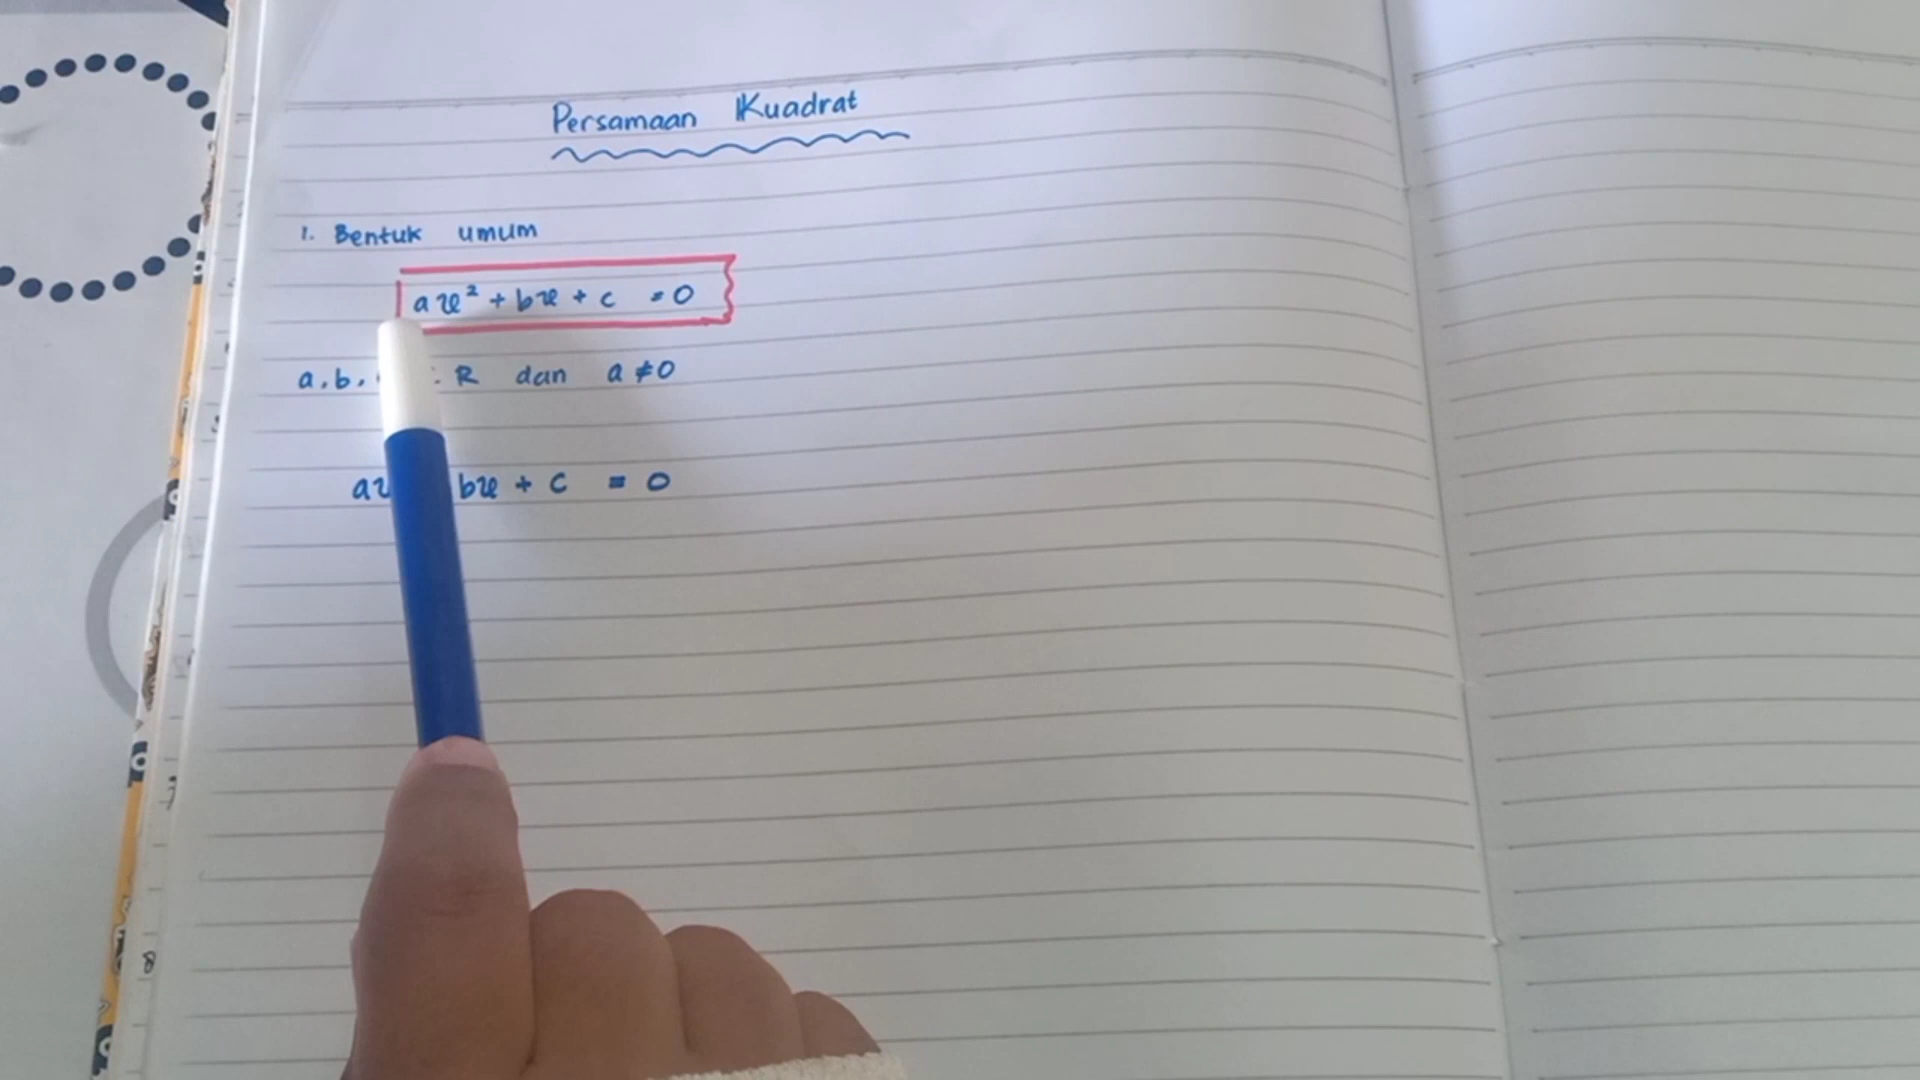 Persamaan Kuadrat
1. Bentuk umum
ax² + bx + c = 0
a, b, R dan a ≠ 0
bx + c = 0